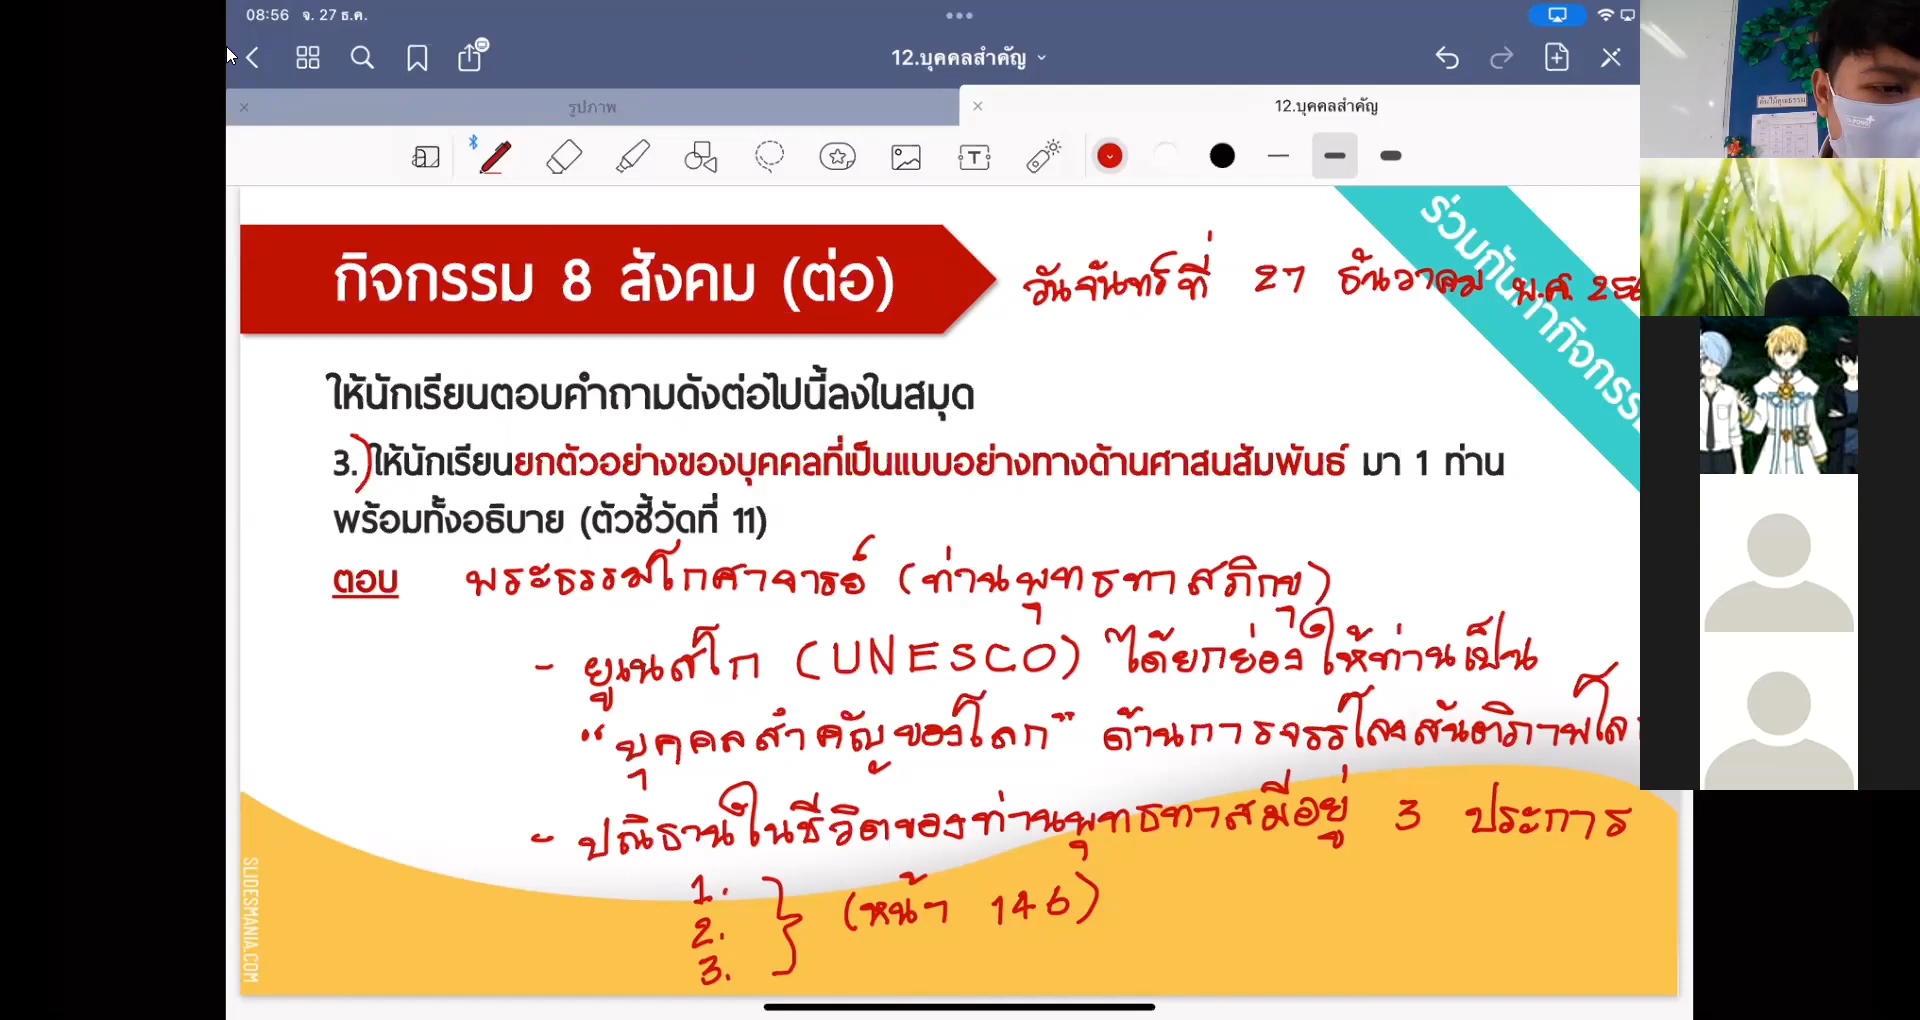 08:56 จ. 27 ธ.ค.
12.บุคคลสำคัญ
รูปภาพ
12.บุคคลสำคัญ
กิจกรรม 8 สังคม (ต่อ)
วันจันทร์ที่ 27 ธันวาคม พ.ศ. 25
ร่วมกันทำกิจกรรม
ให้นักเรียนตอบคำถามดังต่อไปนี้ลงในสมุด
3.) ให้นักเรียนยกตัวอย่างของบุคคลที่เป็นแบบอย่างทางด้านศาสนสัมพันธ์ มา 1 ท่าน
พร้อมทั้งอธิบาย (ตัวชี้วัดที่ 11)
ตอบ พระธรรมโกศาจารย์ (ท่านพุทธทาสภิกขุ)
- ยูเนสโก (UNESCO) ได้ยกย่องให้ท่านเป็น
"บุคคลสำคัญของโลก" ด้านการจรรโลงสันติภาพโล
- ปณิธานในชีวิตของท่านพุทธทาสมีอยู่ 3 ประการ
1.
2. (หน้า 146)
3.
SLIDESMANIA.COM